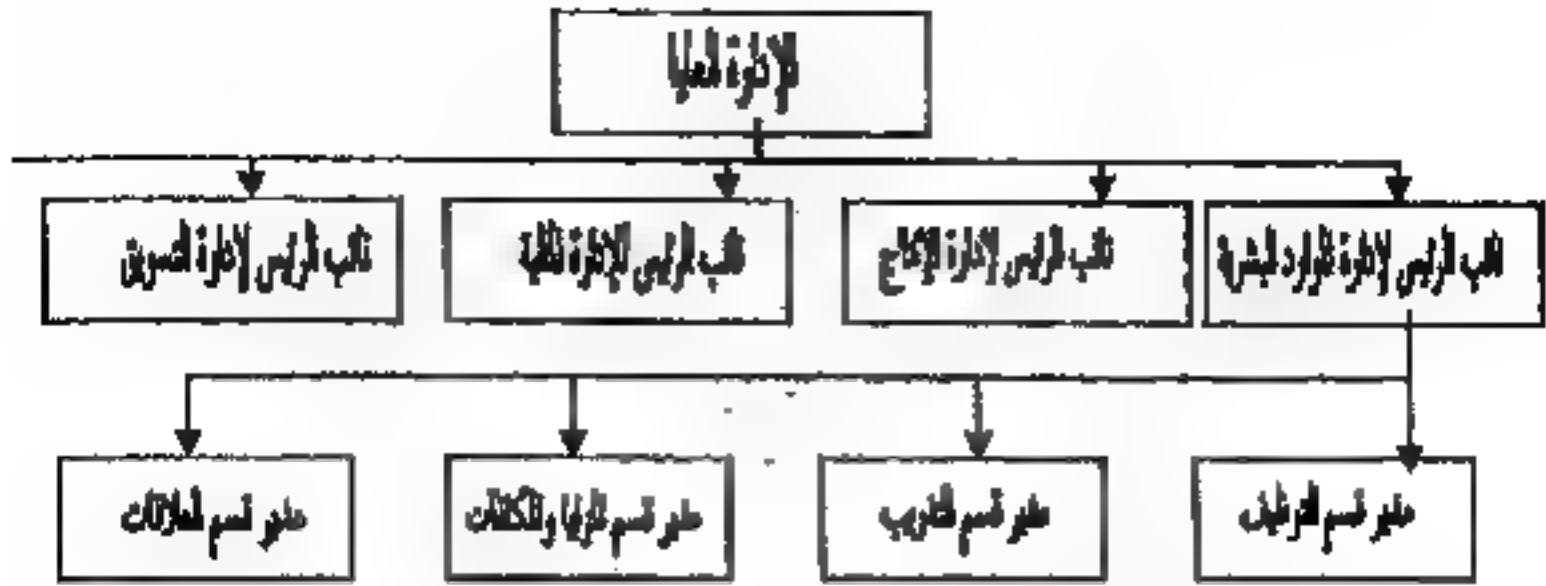 الإدارة العليا
نائب الرئيس لإدارة الموارد البشرية
نائب الرئيس لإدارة الإنتاج
نائب الرئيس للإدارة المالية
نائب الرئيس لإدارة التسويق
مدير قسم التوظيف
مدير قسم التدريب
مدير قسم المزايا والمكافآت
مدير قسم العلاقات